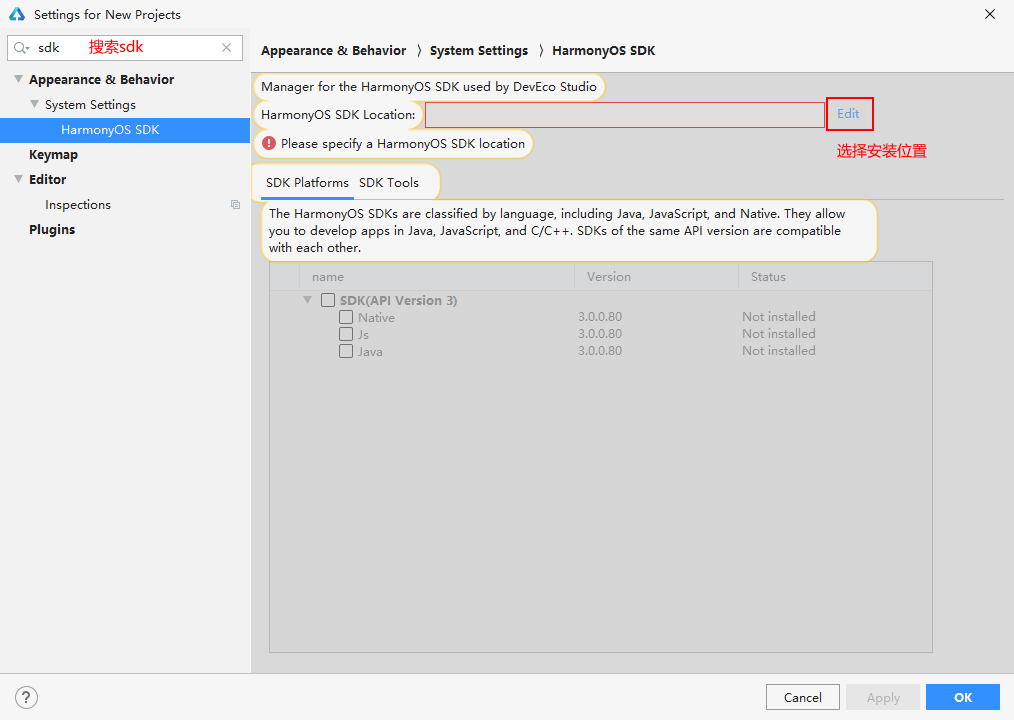 Settings for New Projects
sdk 搜索sdk
Appearance & Behavior
System Settings
HarmonyOS SDK
Keymap
Editor
Inspections
Plugins
Appearance & Behavior 〉 System Settings 〉 HarmonyOS SDK
Manager for the HarmonyOS SDK used by DevEco Studio
HarmonyOS SDK Location: Edit
选择安装位置
Please specify a HarmonyOS SDK location
SDK Platforms SDK Tools
The HarmonyOS SDKs are classified by language, including Java, JavaScript, and Native. They allow
you to develop apps in Java, JavaScript, and C/C++. SDKs of the same API version are compatible
with each other.
name Version Status
SDK(API Version 3)
Native 3.0.0.80 Not installed
Js 3.0.0.80 Not installed
Java 3.0.0.80 Not installed
? Cancel Apply OK